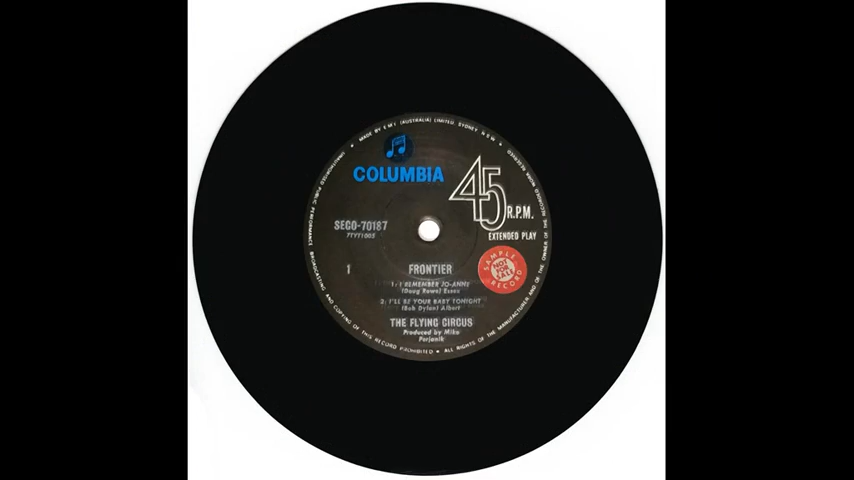 MADE BY E M I (AUSTRALIA) LIMITED. SYDNEY N S W
COLUMBIA
45
R.P.M.
SEGO-70187
7TYT1005
EXTENDED PLAY
1
FRONTIER
SAMPLE
NOT FOR SALE
RECORD
1: I REMEMBER JO-ANNE
(Doug Rowe) Essex
2: I'LL BE YOUR BABY TONIGHT
(Bob Dylan) Albert
THE FLYING CIRCUS
Produced by Mike
Perjanik
ALL RIGHTS OF THE MANUFACTURER AND OF THE OWNER OF THE RECORDED WORK RESERVED
UNAUTHORISED PUBLIC PERFORMANCE BROADCASTING AND COPYING OF THIS RECORD PROHIBITED